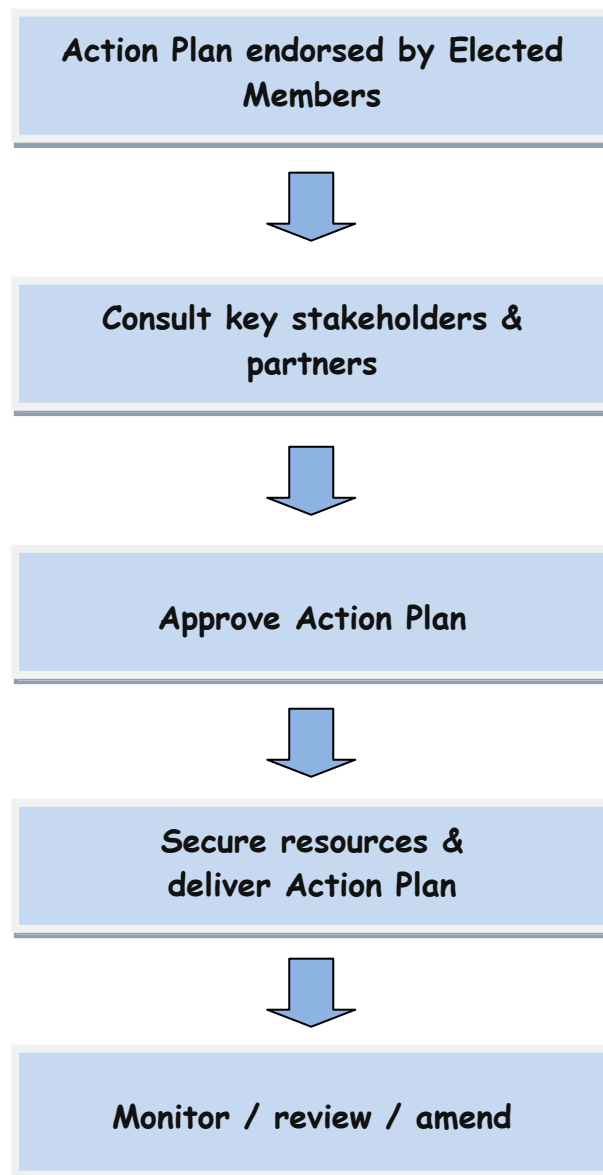 Action Plan endorsed by Elected
Members
Consult key stakeholders &
partners
Approve Action Plan
Secure resources &
deliver Action Plan
Monitor / review / amend